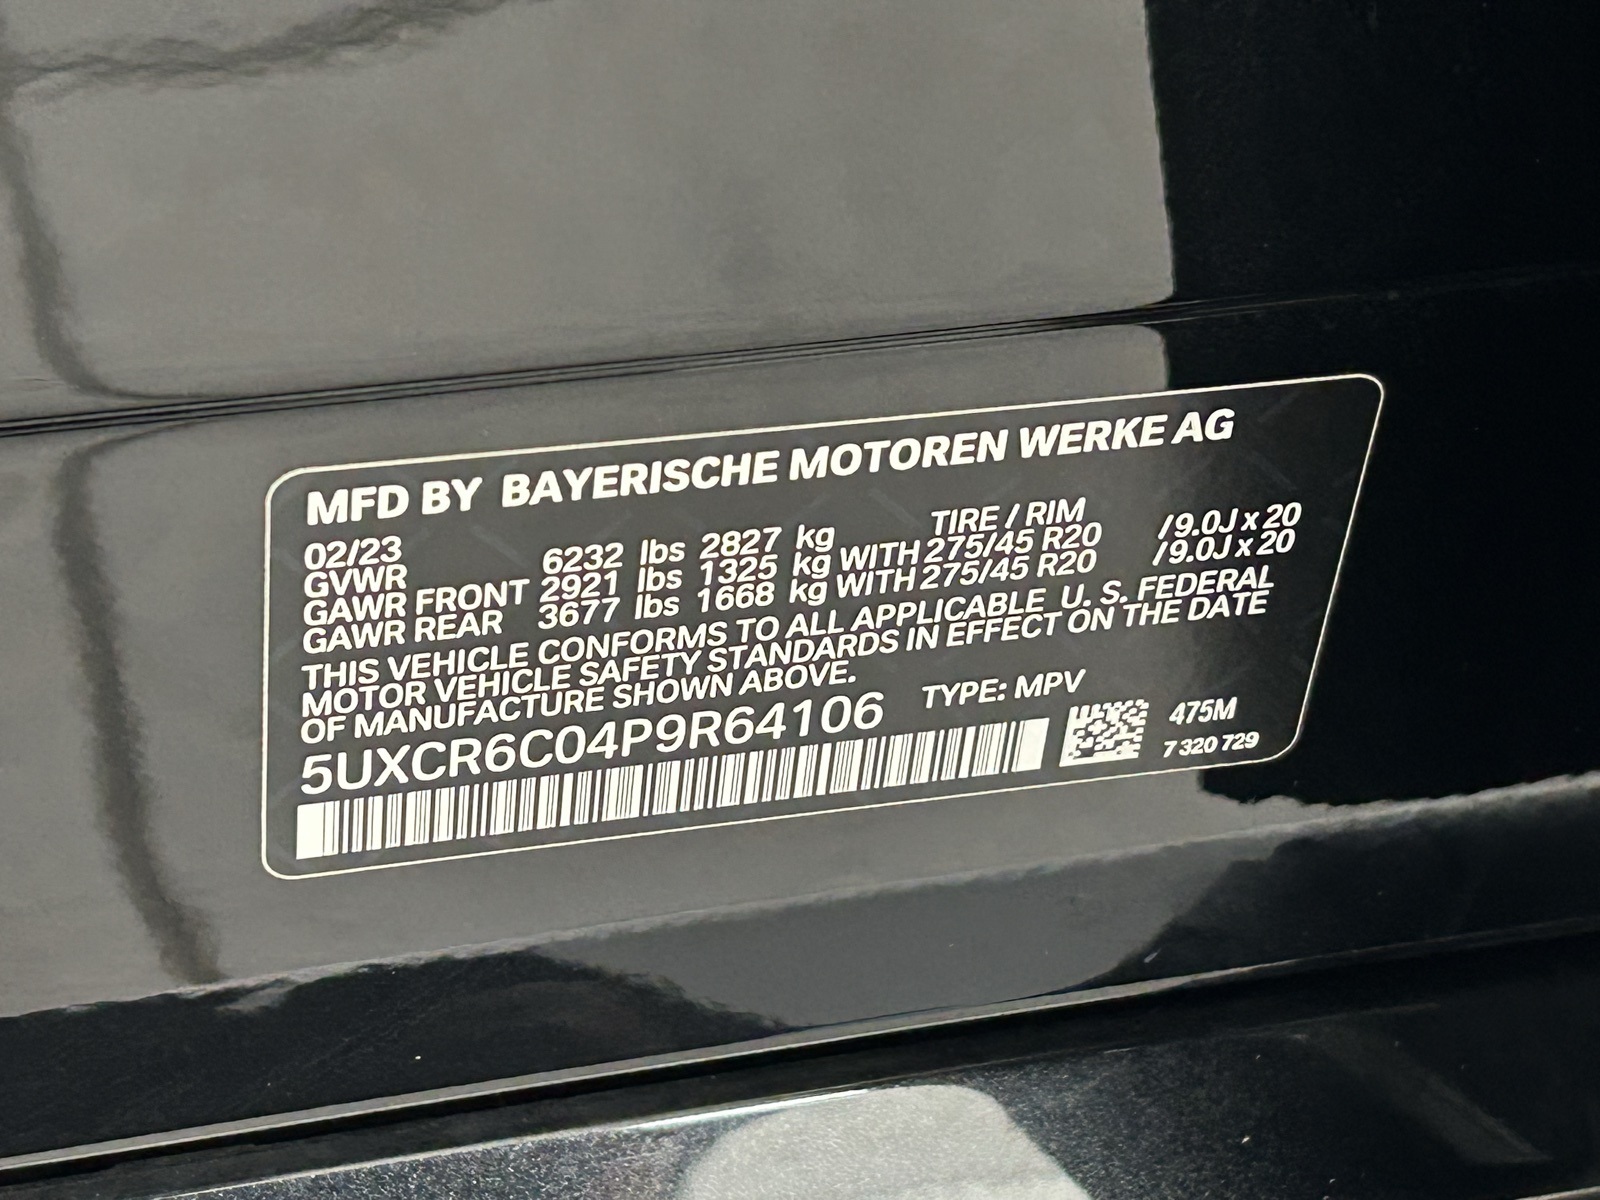 MFD BY BAYERISCHE MOTOREN WERKE AG
02/23 TIRE / RIM
GVWR 6232 lbs 2827 kg
GAWR FRONT 2921 lbs 1325 kg WITH 275/45 R20 /9.0J x 20
GAWR REAR 3677 lbs 1668 kg WITH 275/45 R20 /9.0J x 20
THIS VEHICLE CONFORMS TO ALL APPLICABLE U. S. FEDERAL
MOTOR VEHICLE SAFETY STANDARDS IN EFFECT ON THE DATE
OF MANUFACTURE SHOWN ABOVE.
5UXCR6C04P9R64106 TYPE: MPV
475M
7 320 729